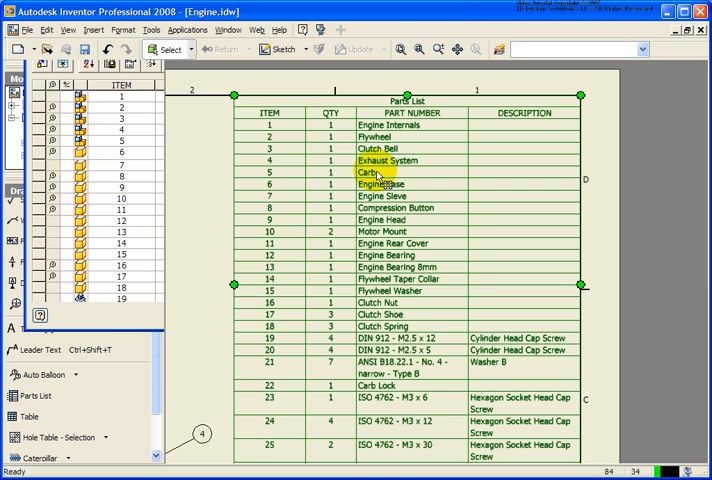 Autodesk Inventor Professional 2008 - [Engine.idw]
File Edit View Insert Format Tools Applications Window Web Help
Select Return Sketch Update
2 1
ITEM
1
2
3
4
5
6
7
8
9
10
11
12
13
14
15
16
17
18
19
Parts List
ITEM QTY PART NUMBER DESCRIPTION
1 1 Engine Internals
2 1 Flywheel
3 1 Clutch Bell
4 1 Exhaust System
5 1 Carb
6 1 Engine Case
7 1 Engine Sleve
8 1 Compression Button
9 1 Engine Head
10 2 Motor Mount
11 1 Engine Rear Cover
12 1 Engine Bearing
13 1 Engine Bearing 8mm
14 1 Flywheel Taper Collar
15 1 Flywheel Washer
16 1 Clutch Nut
17 3 Clutch Shoe
18 3 Clutch Spring
19 4 DIN 912 - M2.5 x 12 Cylinder Head Cap Screw
20 4 DIN 912 - M2.5 x 5 Cylinder Head Cap Screw
21 7 ANSI B18.22.1 - No. 4 - Washer B
narrow - Type B
22 1 Carb Lock
23 1 ISO 4762 - M3 x 6 Hexagon Socket Head Cap
Screw
24 4 ISO 4762 - M3 x 12 Hexagon Socket Head Cap
Screw
25 2 ISO 4762 - M3 x 30 Hexagon Socket Head Cap
Screw
D
C
Mo
Dra
Leader Text Ctrl+Shift+T
Auto Balloon
Parts List
Table
Hole Table - Selection
Caterpillar
4
Ready 84 34